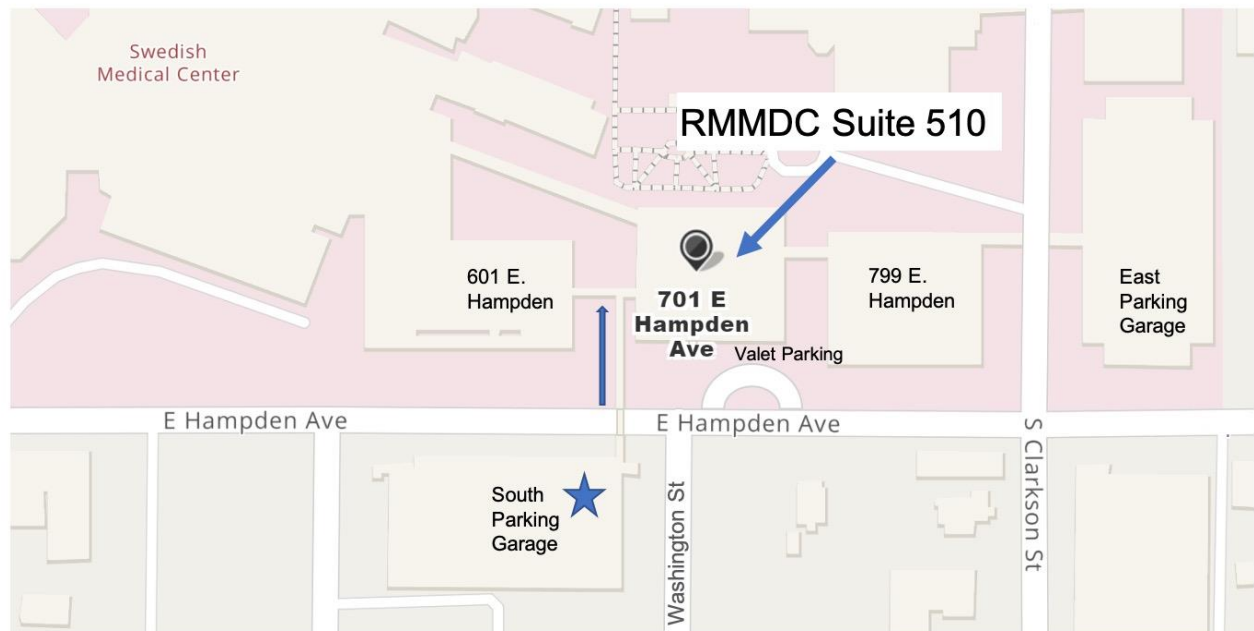 Swedish
Medical Center
RMMDC Suite 510
601 E.
Hampden
701 E
Hampden
Ave
799 E.
Hampden
East
Parking
Garage
Valet Parking
E Hampden Ave
E Hampden Ave
S Clarkson St
South
Parking
Garage
Washington St